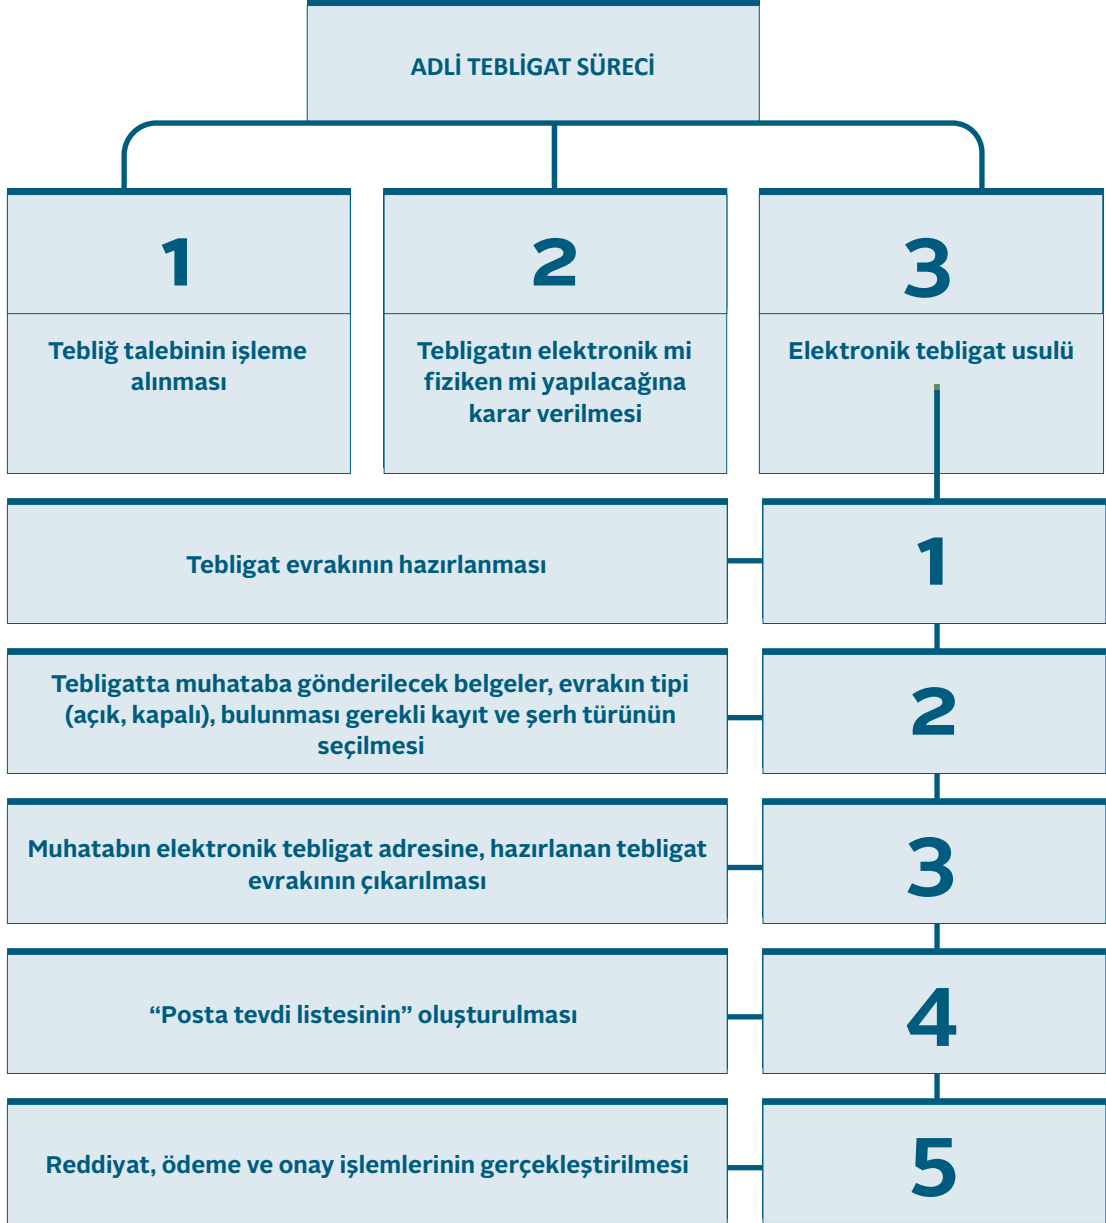 ADLİ TEBLİGAT SÜRECİ
1
Tebliğ talebinin işleme
alınması
2
Tebligatın elektronik mi
fiziken mi yapılacağına
karar verilmesi
3
Elektronik tebligat usulü
Tebligat evrakının hazırlanması
1
Tebligatta muhataba gönderilecek belgeler, evrakın tipi
(açık, kapalı), bulunması gerekli kayıt ve şerh türünün
seçilmesi
2
Muhatabın elektronik tebligat adresine, hazırlanan tebligat
evrakının çıkarılması
3
“Posta tevdi listesinin” oluşturulması
4
Reddiyat, ödeme ve onay işlemlerinin gerçekleştirilmesi
5